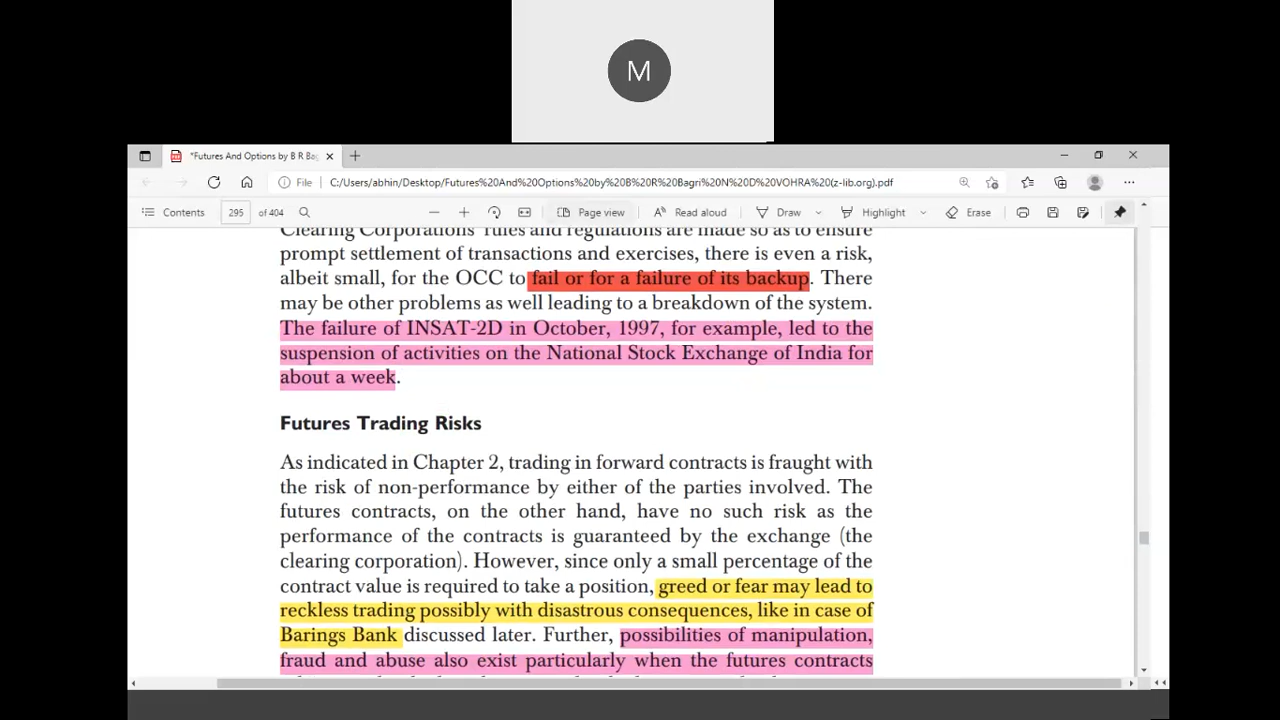 M
*Futures And Options by B R Bag
File
C:/Users/abhin/Desktop/Futures%20And%20Options%20by%20B%20R%20Bagri%20N%20D%20VOHRA%20(z-lib.org).pdf
Contents 295 of 404 Page view Read aloud Draw Highlight Erase
Clearing Corporations' rules and regulations are made so as to ensure
prompt settlement of transactions and exercises, there is even a risk,
albeit small, for the OCC to fail or for a failure of its backup. There
may be other problems as well leading to a breakdown of the system.
The failure of INSAT-2D in October, 1997, for example, led to the
suspension of activities on the National Stock Exchange of India for
about a week.
Futures Trading Risks
As indicated in Chapter 2, trading in forward contracts is fraught with
the risk of non-performance by either of the parties involved. The
futures contracts, on the other hand, have no such risk as the
performance of the contracts is guaranteed by the exchange (the
clearing corporation). However, since only a small percentage of the
contract value is required to take a position, greed or fear may lead to
reckless trading possibly with disastrous consequences, like in case of
Barings Bank discussed later. Further, possibilities of manipulation,
fraud and abuse also exist particularly when the futures contracts